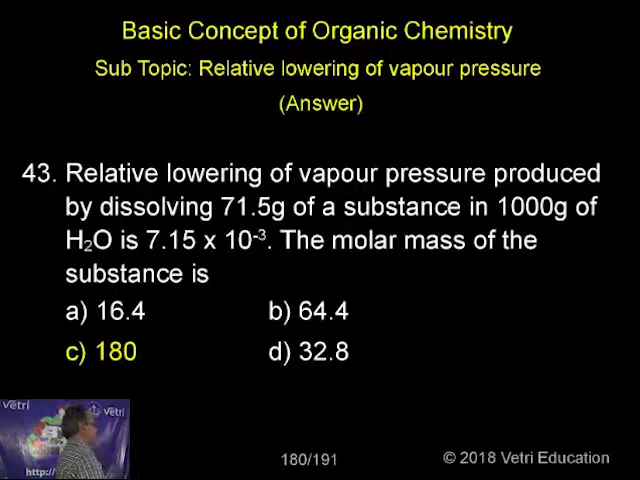 Basic Concept of Organic Chemistry
Sub Topic: Relative lowering of vapour pressure
(Answer)
43. Relative lowering of vapour pressure produced
by dissolving 71.5g of a substance in 1000g of
H₂O is 7.15 x 10⁻³. The molar mass of the
substance is
a) 16.4 b) 64.4
c) 180 d) 32.8
vetri
vetri
http://
180/191
© 2018 Vetri Education